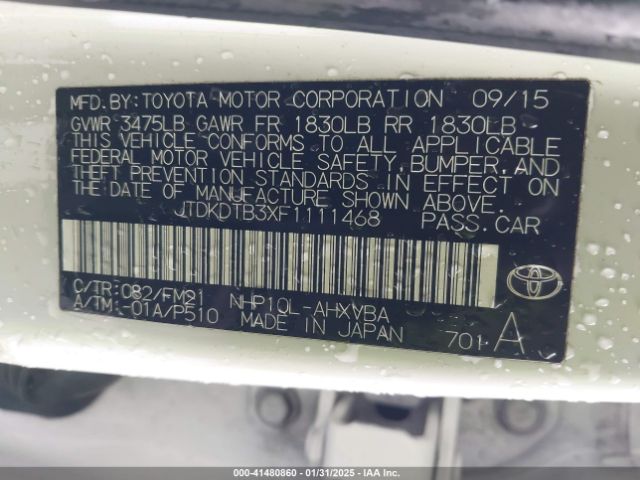 MFD.BY:TOYOTA MOTOR CORPORATION 09/15
GVWR 3475LB GAWR FR 1830LB RR 1830LB
THIS VEHICLE CONFORMS TO ALL APPLICABLE
FEDERAL MOTOR VEHICLE SAFETY,BUMPER,AND
THEFT PREVENTION STANDARDS IN EFFECT ON
THE DATE OF MANUFACTURE SHOWN ABOVE.
JTDKDTB3XF1111468 PASS.CAR
C/TR:082/FM21 NHP10L-AHXVBA
A/TM:-01A/P510 MADE IN JAPAN 701 A
TOYOTA
000-41480860 - 01/31/2025 - IAA Inc.